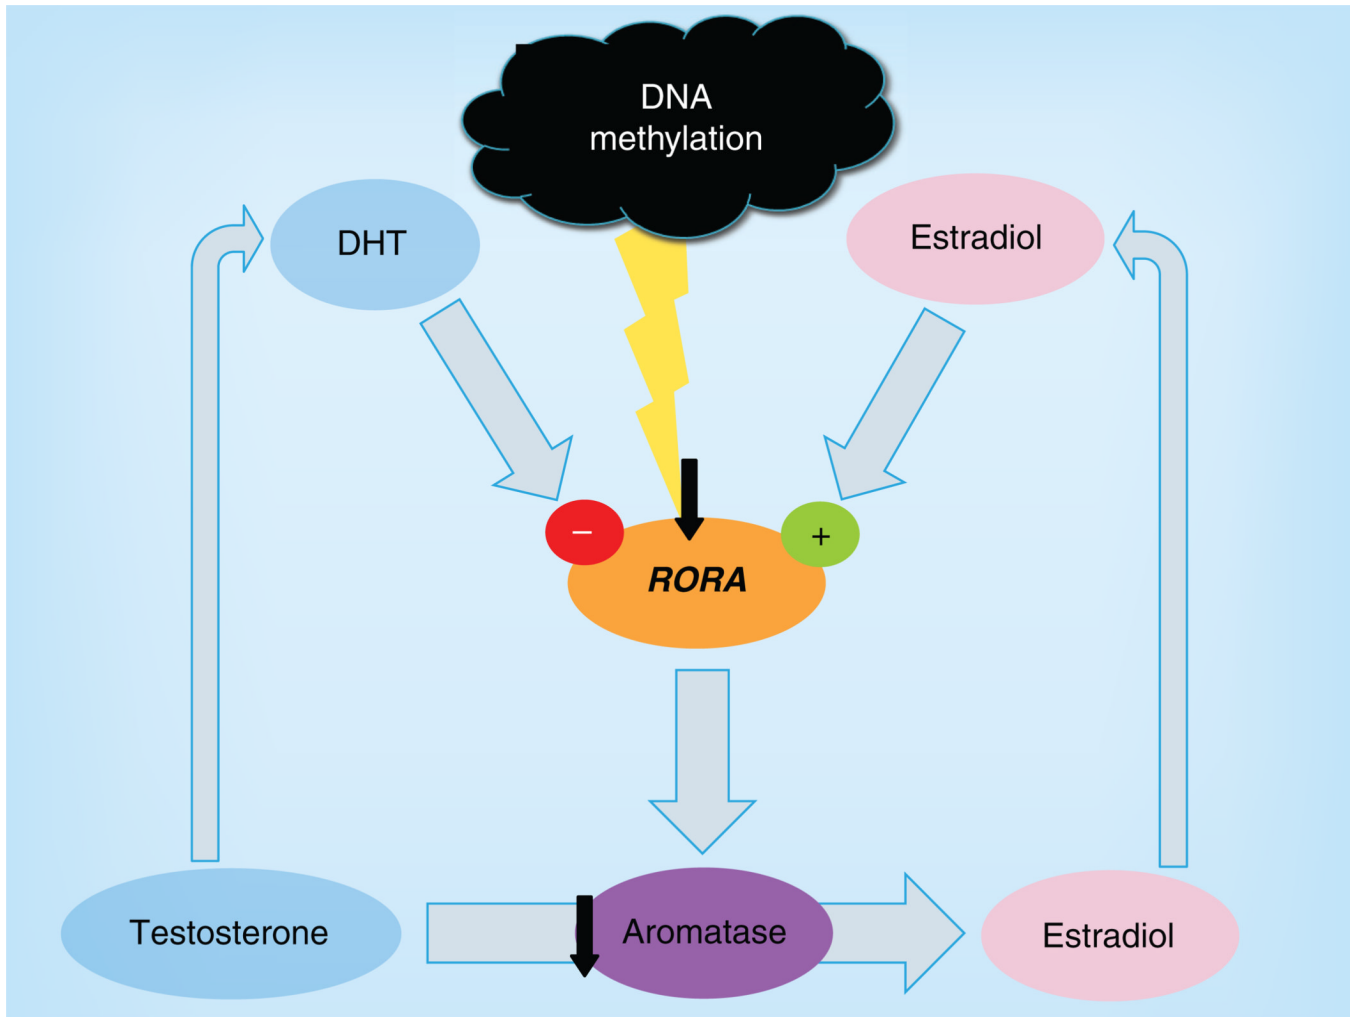 DNA
methylation
DHT
Estradiol
−
+
RORA
Testosterone
Aromatase
Estradiol